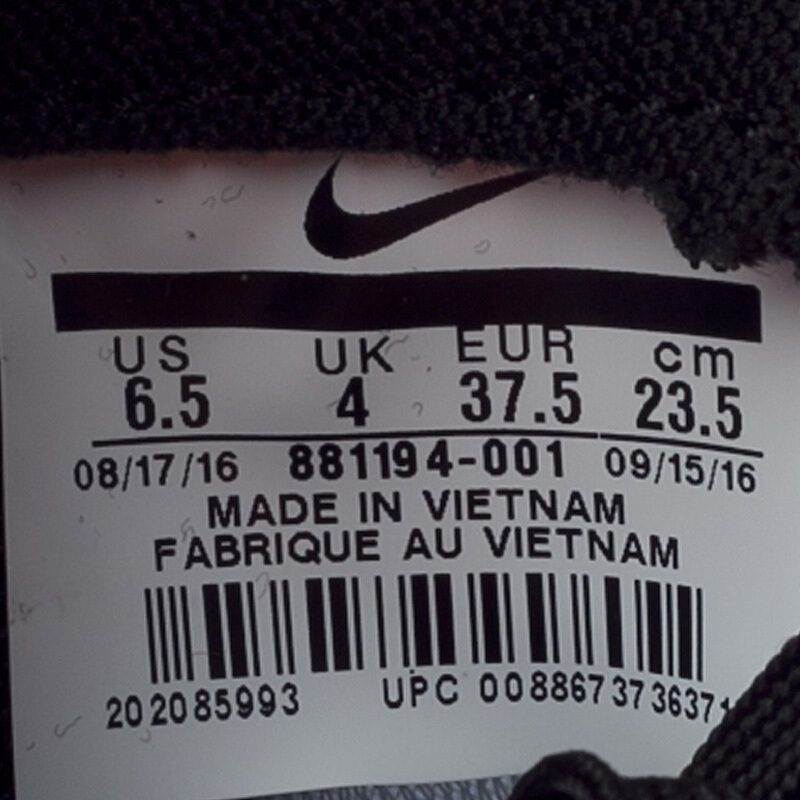 US UK EUR cm
6.5 4 37.5 23.5
08/17/16 881194-001 09/15/16
MADE IN VIETNAM
FABRIQUE AU VIETNAM
202085993 UPC